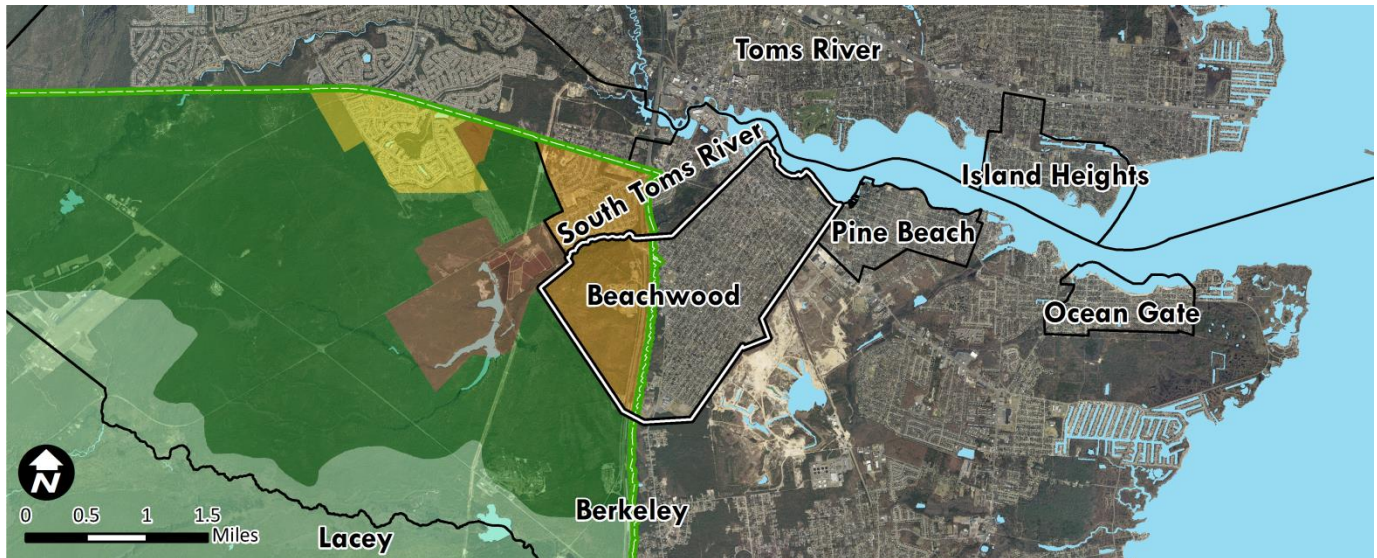 Toms River
South Toms River
Island Heights
Pine Beach
Beachwood
Ocean Gate
N
0 0.5 1 1.5
Miles
Berkeley
Lacey